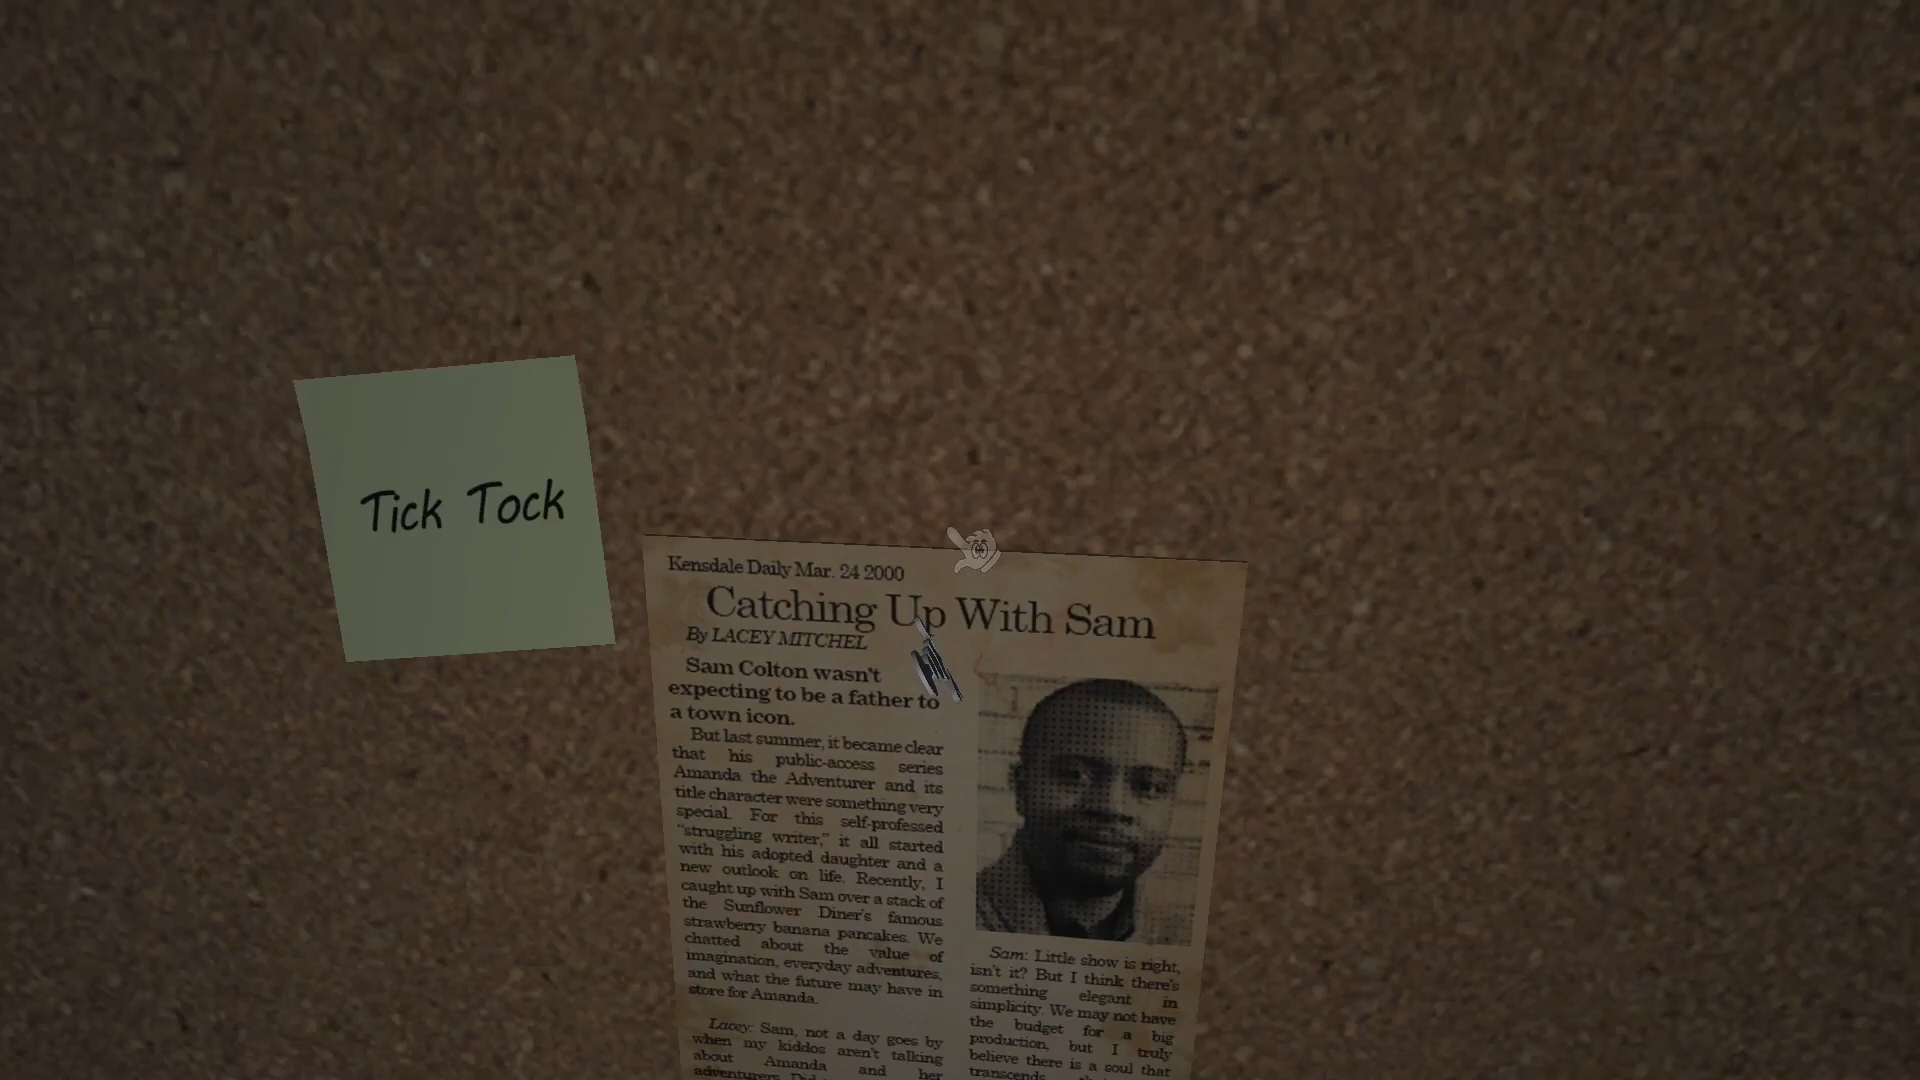 Tick Tock
Kensdale Daily Mar. 24 2000
Catching Up With Sam
By LACEY MITCHEL
Sam Colton wasn't
expecting to be a father to
a town icon.
But last summer, it became clear
that his public-access series
Amanda the Adventurer and its
title character were something very
special. For this self-professed
“struggling writer,” it all started
with his adopted daughter and a
new outlook on life. Recently, I
caught up with Sam over a stack of
the Sunflower Diner's famous
strawberry banana pancakes. We
chatted about the value of
imagination, everyday adventures,
and what the future may have in
store for Amanda.
Lacey: Sam, not a day goes by
when my kiddos aren't talking
about Amanda and her
adventurers. Did
Sam: Little show is right,
isn't it? But I think there's
something elegant in
simplicity. We may not have
the budget for a big
production, but I truly
believe there is a soul that
transcends